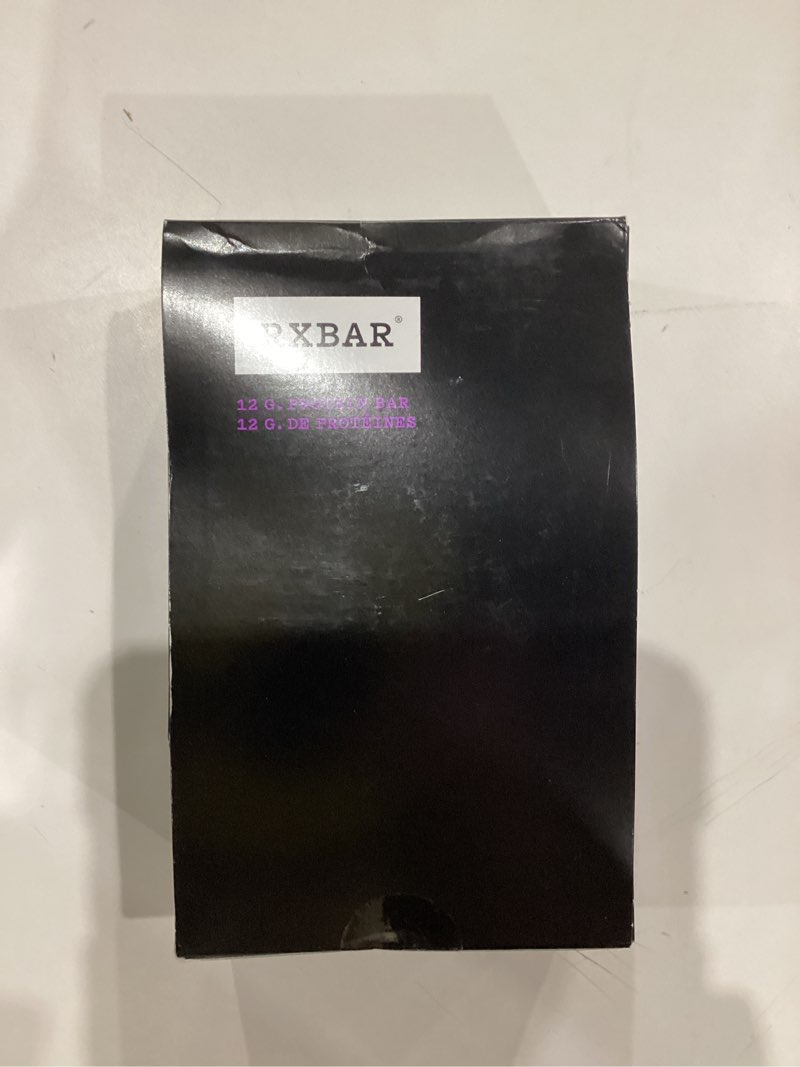 RXBAR®
12 G. PROTEIN BAR
12 G. DE PROTÉINES